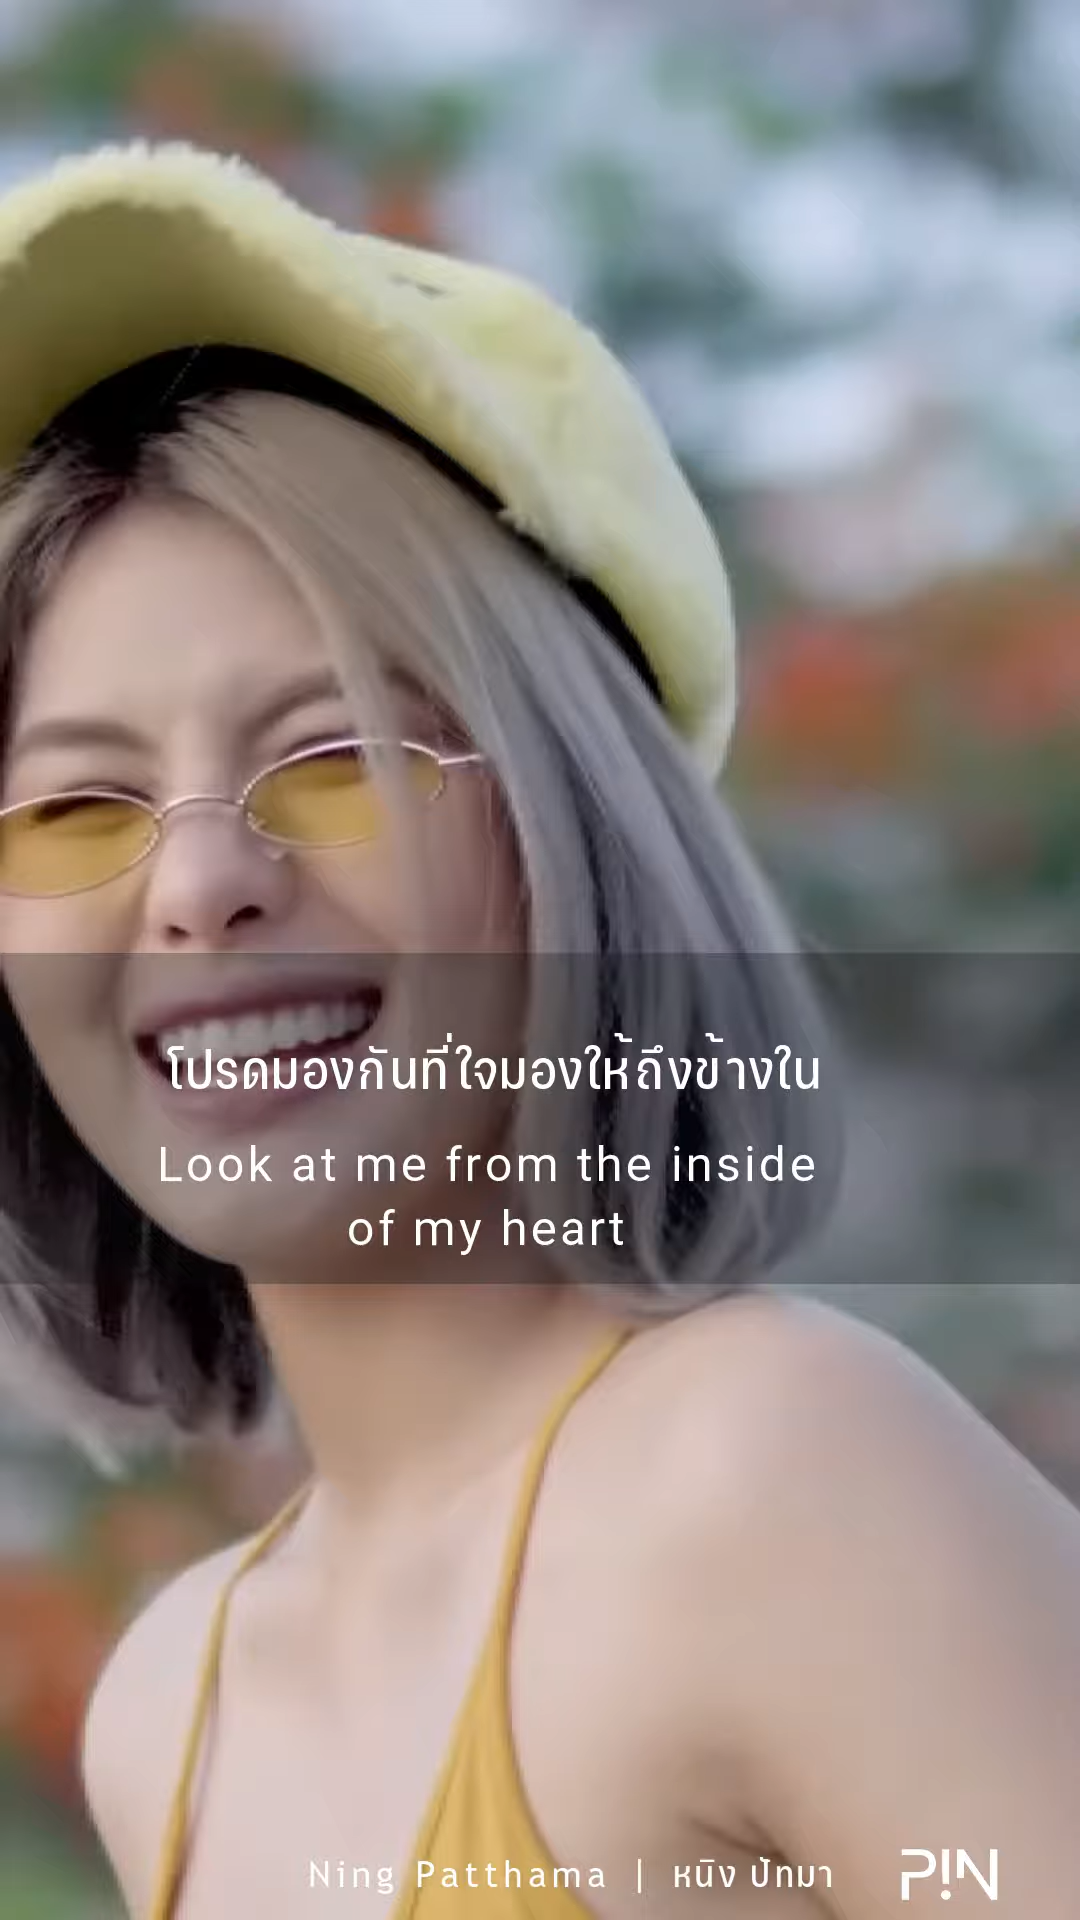 โปรดมองกันที่ใจมองให้ถึงข้างใน
Look at me from the inside
of my heart
Ning Patthama | หนิง ปัทมา
P!N